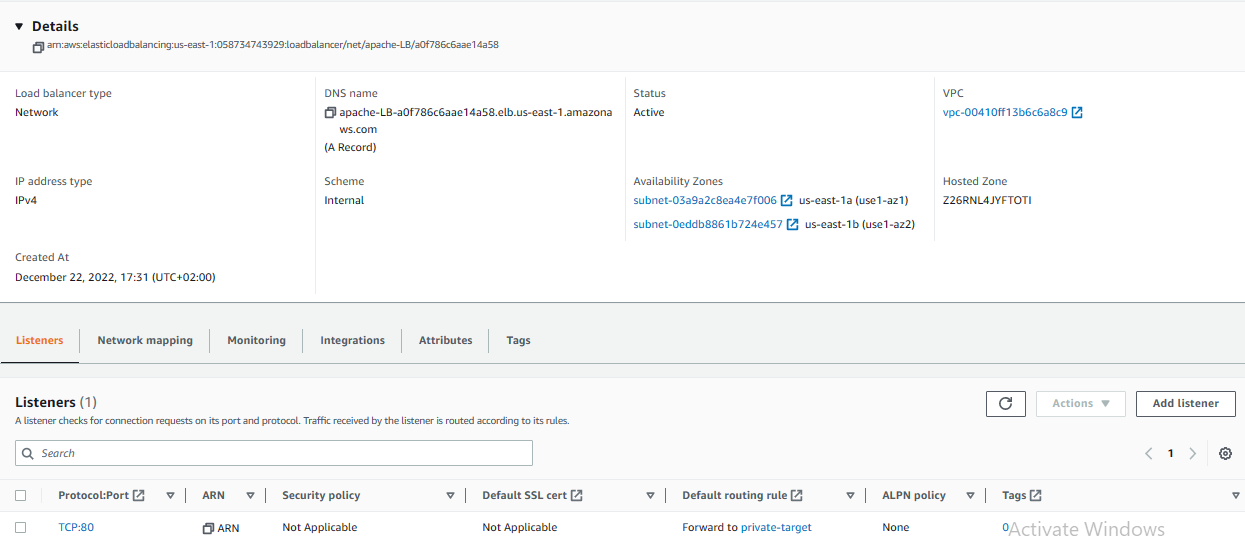 Details
arn:aws:elasticloadbalancing:us-east-1:058734743929:loadbalancer/net/apache-LB/a0f786c6aae14a58
Load balancer type
Network
DNS name
apache-LB-a0f786c6aae14a58.elb.us-east-1.amazona
ws.com
(A Record)
Status
Active
VPC
vpc-00410ff13b6c6a8c9
IP address type
IPv4
Scheme
Internal
Availability Zones
subnet-03a9a2c8ea4e7f006 us-east-1a (use1-az1)
subnet-0eddb8861b724e457 us-east-1b (use1-az2)
Hosted Zone
Z26RNL4JYFTOTI
Created At
December 22, 2022, 17:31 (UTC+02:00)
Listeners Network mapping Monitoring Integrations Attributes Tags
Listeners (1)
Actions
Add listener
A listener checks for connection requests on its port and protocol. Traffic received by the listener is routed according to its rules.
Search
1
Protocol:Port ARN Security policy Default SSL cert Default routing rule ALPN policy Tags
TCP:80 ARN Not Applicable Not Applicable Forward to private-target None 0
Activate Windows